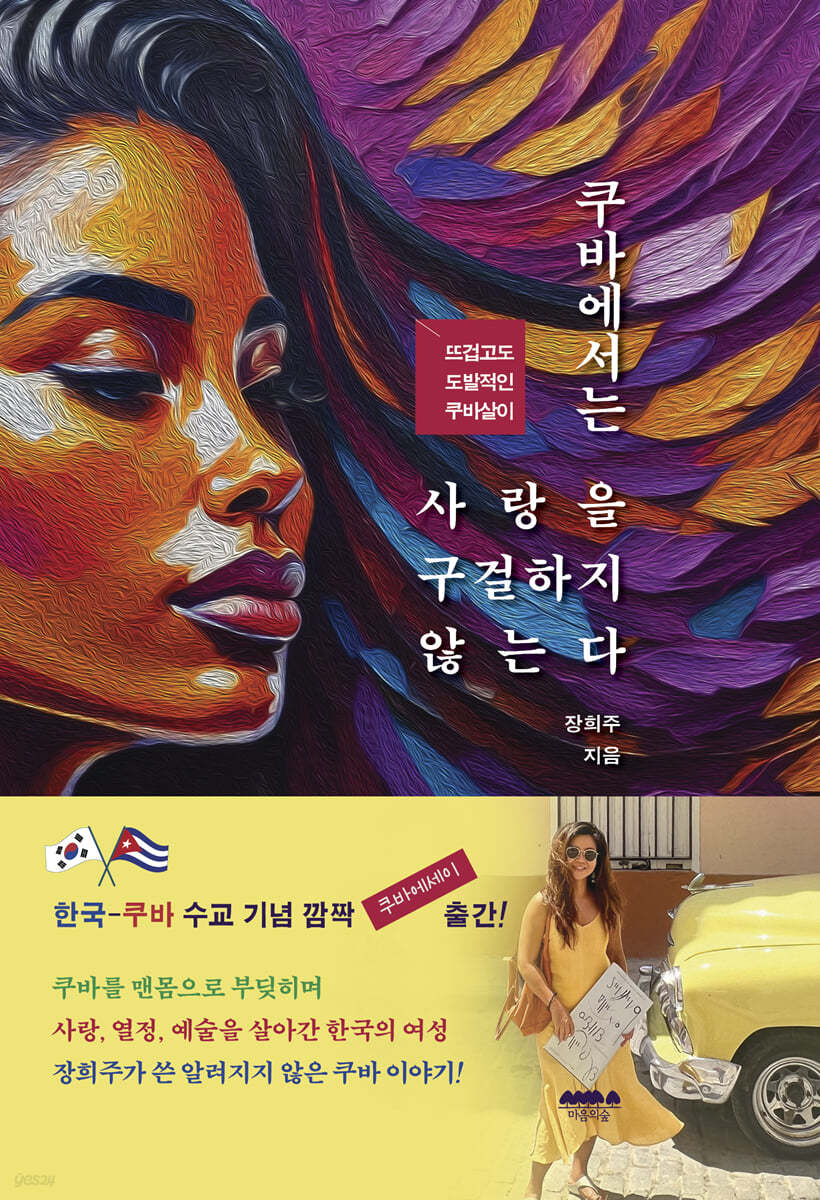 쿠바에서는
뜨겁고도
도발적인
쿠바살이
사랑을
구걸하지
않는다
장희주
지음
한국-쿠바 수교 기념 깜짝 쿠바에세이 출간!
쿠바를 맨몸으로 부딪히며
사랑, 열정, 예술을 살아간 한국의 여성
장희주가 쓴 알려지지 않은 쿠바 이야기!
마음의숲
yes24